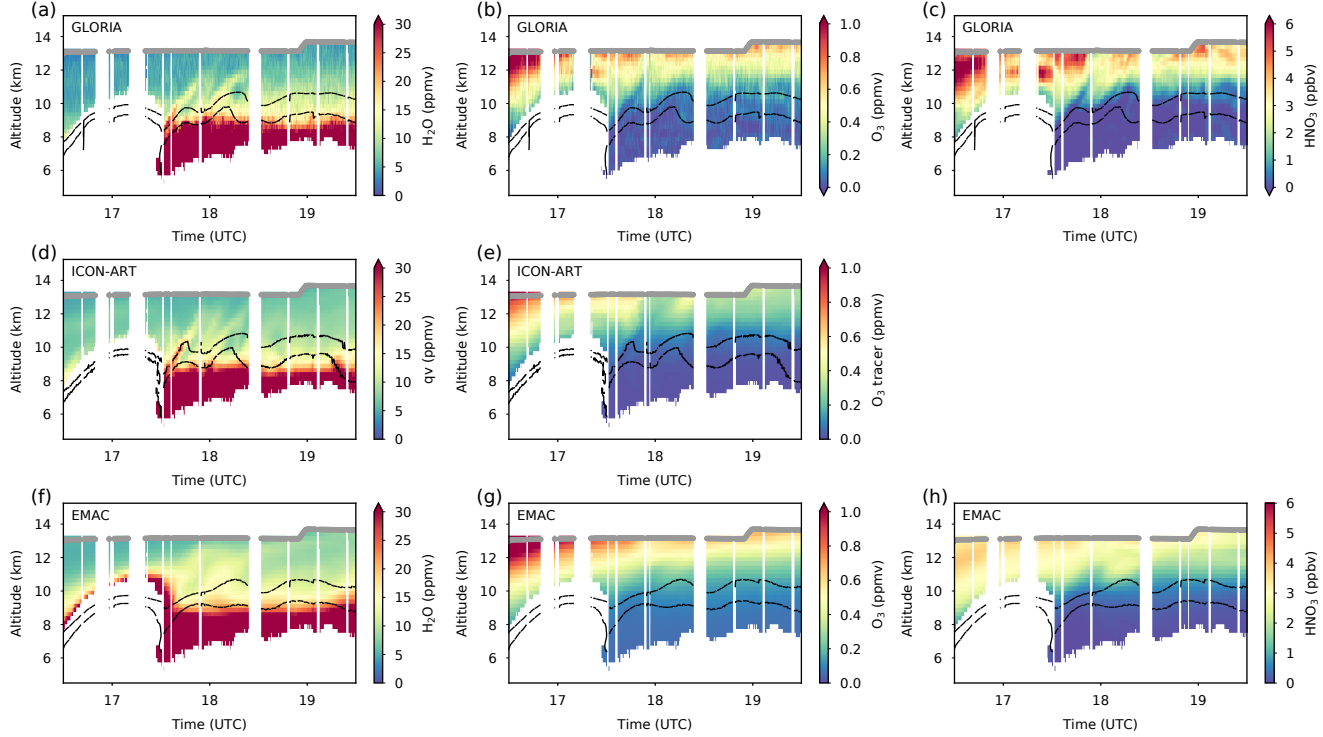 (a)
GLORIA
14
12
10
8
6
Altitude (km)
17
18
19
Time (UTC)
30
25
20
15
10
5
0
H2O (ppmv)
(b)
GLORIA
14
12
10
8
6
Altitude (km)
17
18
19
Time (UTC)
1.0
0.8
0.6
0.4
0.2
0.0
O3 (ppmv)
(c)
GLORIA
14
12
10
8
6
Altitude (km)
17
18
19
Time (UTC)
6
5
4
3
2
1
0
HNO3 (ppbv)
(d)
ICON-ART
14
12
10
8
6
Altitude (km)
17
18
19
Time (UTC)
30
25
20
15
10
5
0
qv (ppmv)
(e)
ICON-ART
14
12
10
8
6
Altitude (km)
17
18
19
Time (UTC)
1.0
0.8
0.6
0.4
0.2
0.0
O3 tracer (ppmv)
(f)
EMAC
14
12
10
8
6
Altitude (km)
17
18
19
Time (UTC)
30
25
20
15
10
5
0
H2O (ppmv)
(g)
EMAC
14
12
10
8
6
Altitude (km)
17
18
19
Time (UTC)
1.0
0.8
0.6
0.4
0.2
0.0
O3 (ppmv)
(h)
EMAC
14
12
10
8
6
Altitude (km)
17
18
19
Time (UTC)
6
5
4
3
2
1
0
HNO3 (ppbv)